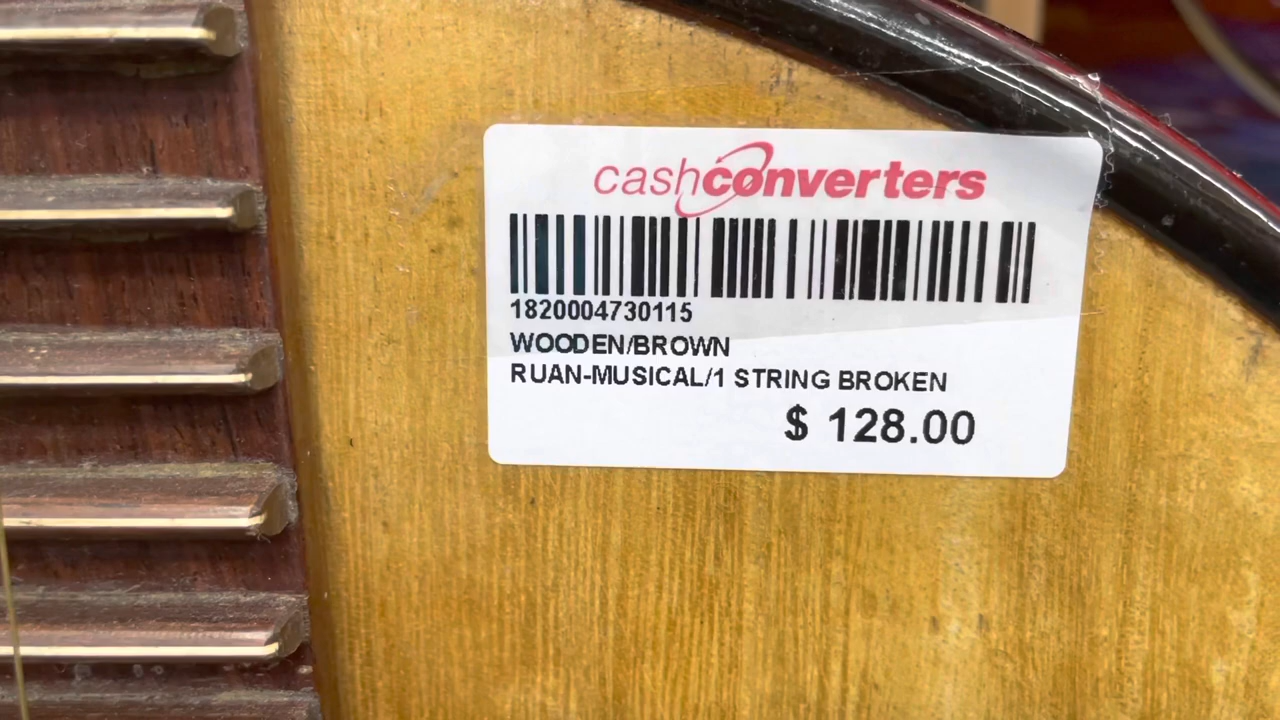 cashconverters
1820004730115
WOODEN/BROWN
RUAN-MUSICAL/1 STRING BROKEN
$ 128.00